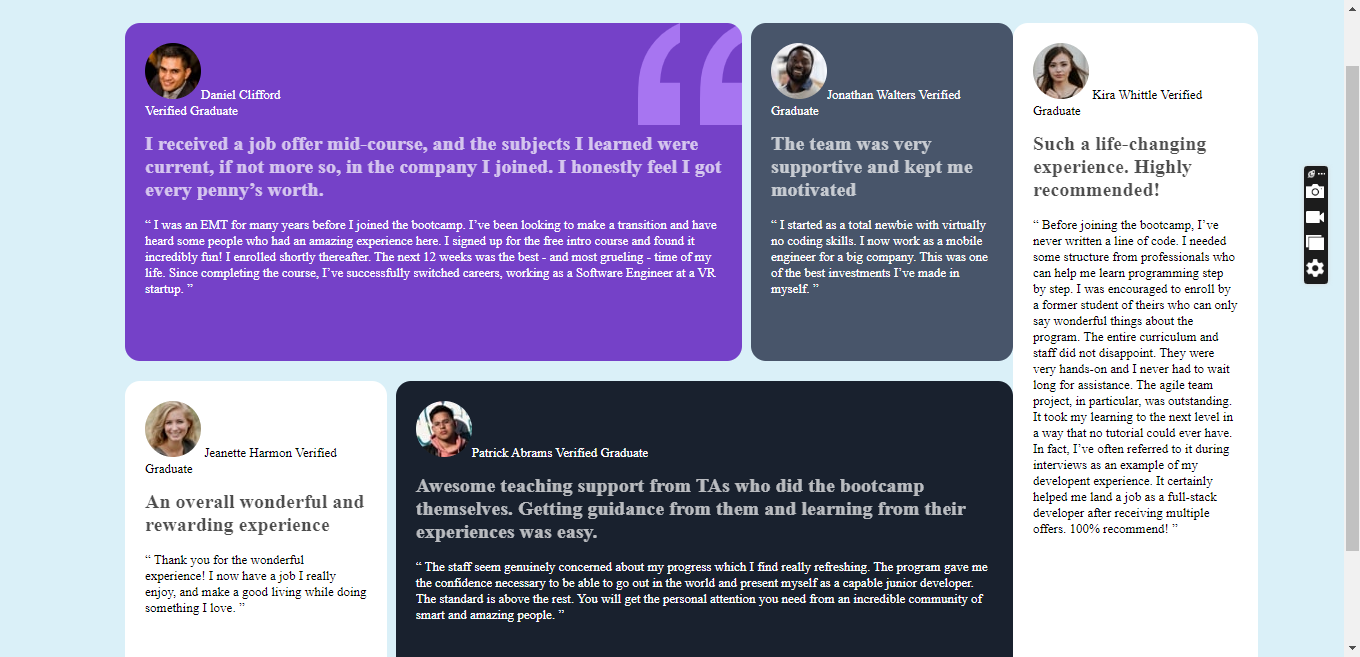 Daniel Clifford
Verified Graduate
I received a job offer mid-course, and the subjects I learned were
current, if not more so, in the company I joined. I honestly feel I got
every penny’s worth.
“ I was an EMT for many years before I joined the bootcamp. I’ve been looking to make a transition and have
heard some people who had an amazing experience here. I signed up for the free intro course and found it
incredibly fun! I enrolled shortly thereafter. The next 12 weeks was the best - and most grueling - time of my
life. Since completing the course, I’ve successfully switched careers, working as a Software Engineer at a VR
startup. ”
Jonathan Walters Verified
Graduate
The team was very
supportive and kept me
motivated
“ I started as a total newbie with virtually
no coding skills. I now work as a mobile
engineer for a big company. This was one
of the best investments I’ve made in
myself. ”
Kira Whittle Verified
Graduate
Such a life-changing
experience. Highly
recommended!
“ Before joining the bootcamp, I’ve
never written a line of code. I needed
some structure from professionals who
can help me learn programming step
by step. I was encouraged to enroll by
a former student of theirs who can only
say wonderful things about the
program. The entire curriculum and
staff did not disappoint. They were
very hands-on and I never had to wait
long for assistance. The agile team
project, in particular, was outstanding.
It took my learning to the next level in
a way that no tutorial could ever have.
In fact, I’ve often referred to it during
interviews as an example of my
developent experience. It certainly
helped me land a job as a full-stack
developer after receiving multiple
offers. 100% recommend! ”
Jeanette Harmon Verified
Graduate
An overall wonderful and
rewarding experience
“ Thank you for the wonderful
experience! I now have a job I really
enjoy, and make a good living while doing
something I love. ”
Patrick Abrams Verified Graduate
Awesome teaching support from TAs who did the bootcamp
themselves. Getting guidance from them and learning from their
experiences was easy.
“ The staff seem genuinely concerned about my progress which I find really refreshing. The program gave me
the confidence necessary to be able to go out in the world and present myself as a capable junior developer.
The standard is above the rest. You will get the personal attention you need from an incredible community of
smart and amazing people. ”